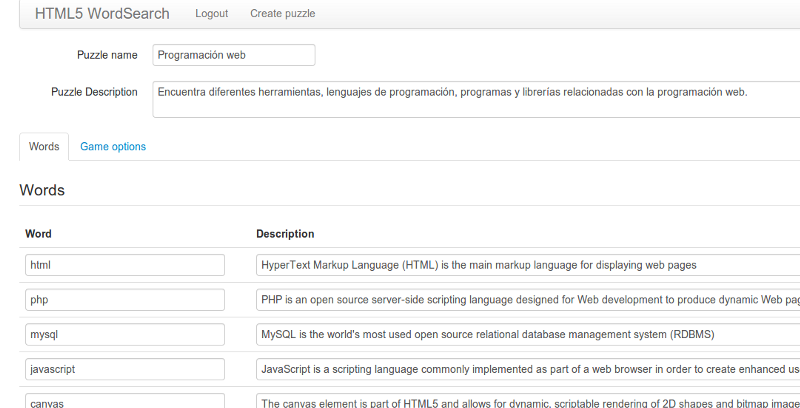 HTML5 WordSearch Logout Create puzzle
Puzzle name Programación web
Puzzle Description Encuentra diferentes herramientas, lenguajes de programación, programas y librerías relacionadas con la programación web.
Words Game options
Words
Word Description
html HyperText Markup Language (HTML) is the main markup language for displaying web pages
php PHP is an open source server-side scripting language designed for Web development to produce dynamic Web
mysql MySQL is the world's most used open source relational database management system (RDBMS)
javascript JavaScript is a scripting language commonly implemented as part of a web browser in order to create enhanced
canvas The canvas element is part of HTML5 and allows for dynamic, scriptable rendering of 2D shapes and bitmap